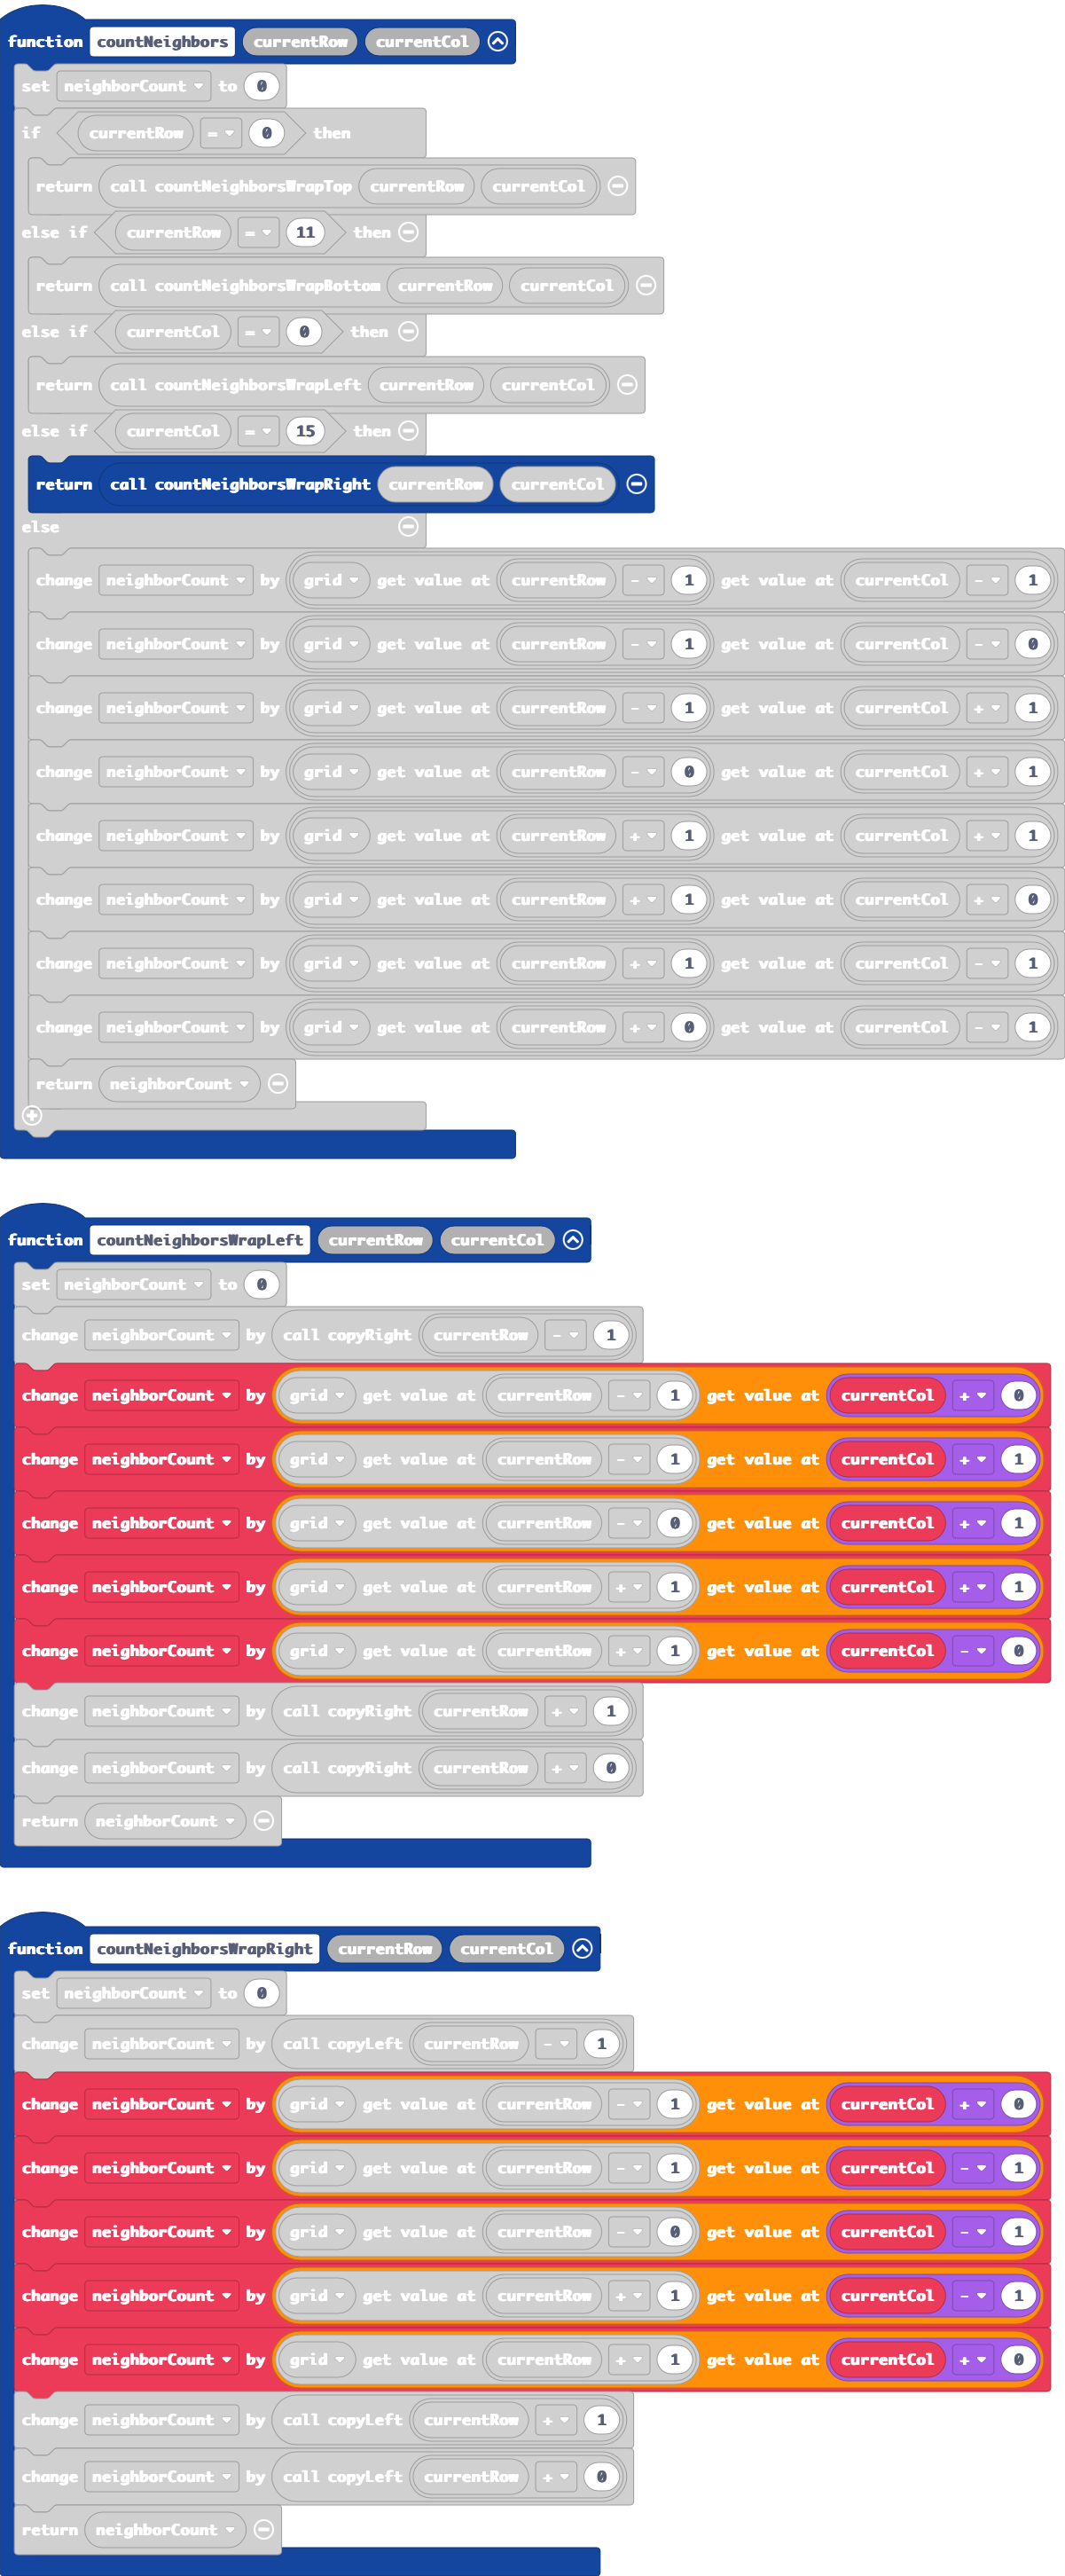 function countNeighbors currentRow currentCol
set neighborCount to 0
if currentRow = 0 then
return call countNeighborsWrapTop currentRow currentCol
else if currentRow = 11 then
return call countNeighborsWrapBottom currentRow currentCol
else if currentCol = 0 then
return call countNeighborsWrapLeft currentRow currentCol
else if currentCol = 15 then
return call countNeighborsWrapRight currentRow currentCol
else
change neighborCount by grid get value at currentRow - 1 get value at currentCol - 1
change neighborCount by grid get value at currentRow - 1 get value at currentCol - 0
change neighborCount by grid get value at currentRow - 1 get value at currentCol + 1
change neighborCount by grid get value at currentRow - 0 get value at currentCol + 1
change neighborCount by grid get value at currentRow + 1 get value at currentCol + 1
change neighborCount by grid get value at currentRow + 1 get value at currentCol + 0
change neighborCount by grid get value at currentRow + 1 get value at currentCol - 1
change neighborCount by grid get value at currentRow + 0 get value at currentCol - 1
return neighborCount
function countNeighborsWrapLeft currentRow currentCol
set neighborCount to 0
change neighborCount by call copyRight currentRow - 1
change neighborCount by grid get value at currentRow - 1 get value at currentCol + 0
change neighborCount by grid get value at currentRow - 1 get value at currentCol + 1
change neighborCount by grid get value at currentRow - 0 get value at currentCol + 1
change neighborCount by grid get value at currentRow + 1 get value at currentCol + 1
change neighborCount by grid get value at currentRow + 1 get value at currentCol - 0
change neighborCount by call copyRight currentRow + 1
change neighborCount by call copyRight currentRow + 0
return neighborCount
function countNeighborsWrapRight currentRow currentCol
set neighborCount to 0
change neighborCount by call copyLeft currentRow - 1
change neighborCount by grid get value at currentRow - 1 get value at currentCol + 0
change neighborCount by grid get value at currentRow - 1 get value at currentCol - 1
change neighborCount by grid get value at currentRow - 0 get value at currentCol - 1
change neighborCount by grid get value at currentRow + 1 get value at currentCol - 1
change neighborCount by grid get value at currentRow + 1 get value at currentCol + 0
change neighborCount by call copyLeft currentRow + 1
change neighborCount by call copyLeft currentRow + 0
return neighborCount